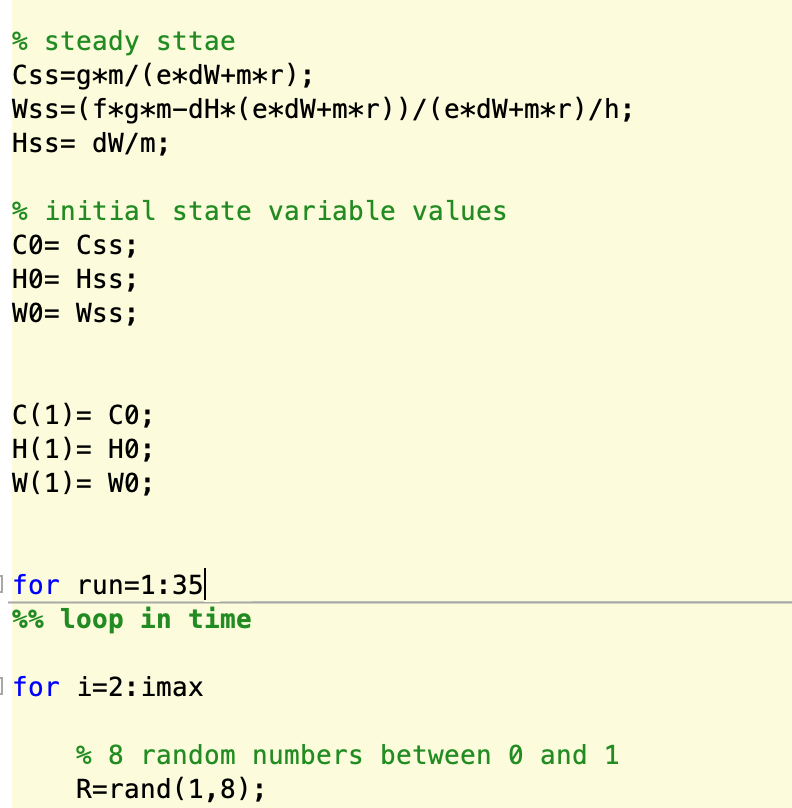 % steady sttae
Css=g*m/(e*dW+m*r);
Wss=(f*g*m-dH*(e*dW+m*r))/(e*dW+m*r)/h;
Hss= dW/m;
% initial state variable values
C0= Css;
H0= Hss;
W0= Wss;
C(1)= C0;
H(1)= H0;
W(1)= W0;
for run=1:35
%% loop in time
for i=2:imax
% 8 random numbers between 0 and 1
R=rand(1,8);